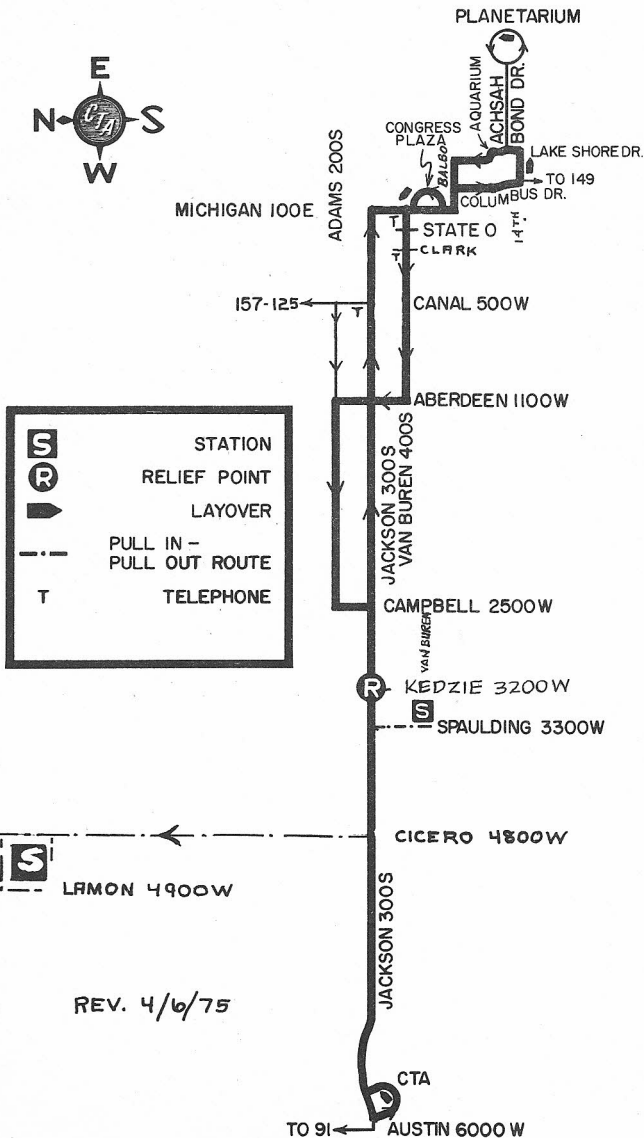 PLANETARIUM
E
N CTA S
W
AQUARIUM
ACHSAH
BOND DR.
CONGRESS
PLAZA
BALBO
LAKE SHORE DR.
TO 149
COLUMBUS DR.
14TH.
ADAMS 200S
MICHIGAN 100E
T
STATE 0
T
CLARK
157-125
T
CANAL 500W
ABERDEEN 1100W
JACKSON 300S
VAN BUREN 400S
S STATION
R RELIEF POINT
LAYOVER
PULL IN -
PULL OUT ROUTE
T TELEPHONE
CAMPBELL 2500W
VAN BUREN
R KEDZIE 3200W
S
SPAULDING 3300W
CICERO 4800W
S
LAMON 4900W
JACKSON 300S
REV. 4/6/75
CTA
TO 91
AUSTIN 6000 W